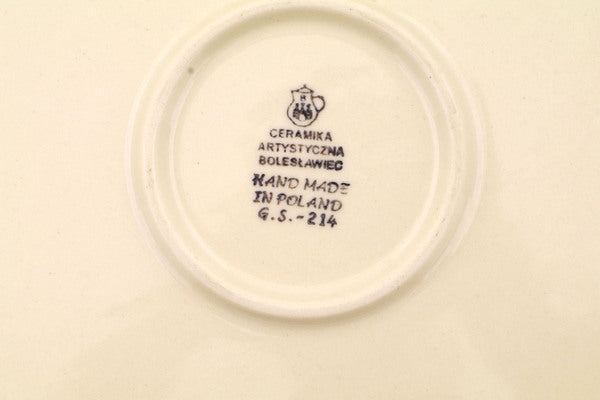 CERAMIKA
ARTYSTYCZNA
BOLESŁAWIEC
HAND MADE
IN POLAND
G.S.-214